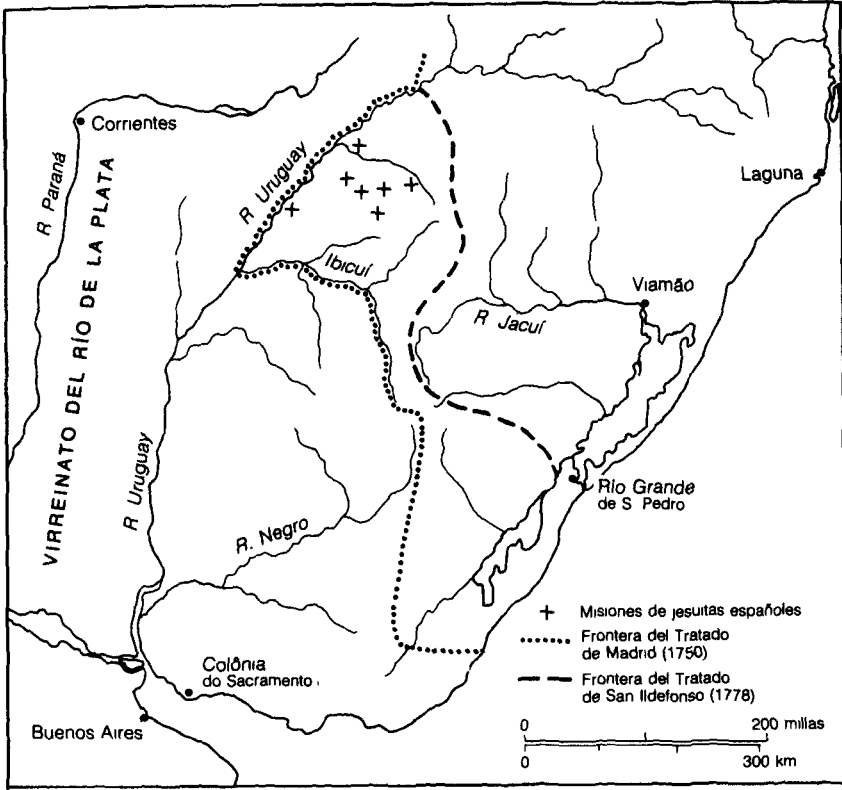 Corrientes
R Paraná
VIRREINATO DEL RÍO DE LA PLATA
R Uruguay
Ibicuí
Laguna
Viamão
R Jacuí
R Uruguay
R. Negro
Río Grande
de S Pedro
Colônia
do Sacramento
Buenos Aires
+ Misiones de jesuitas españoles
Frontera del Tratado
de Madrid (1750)
Frontera del Tratado
de San Ildefonso (1778)
0 200 millas
0 300 km